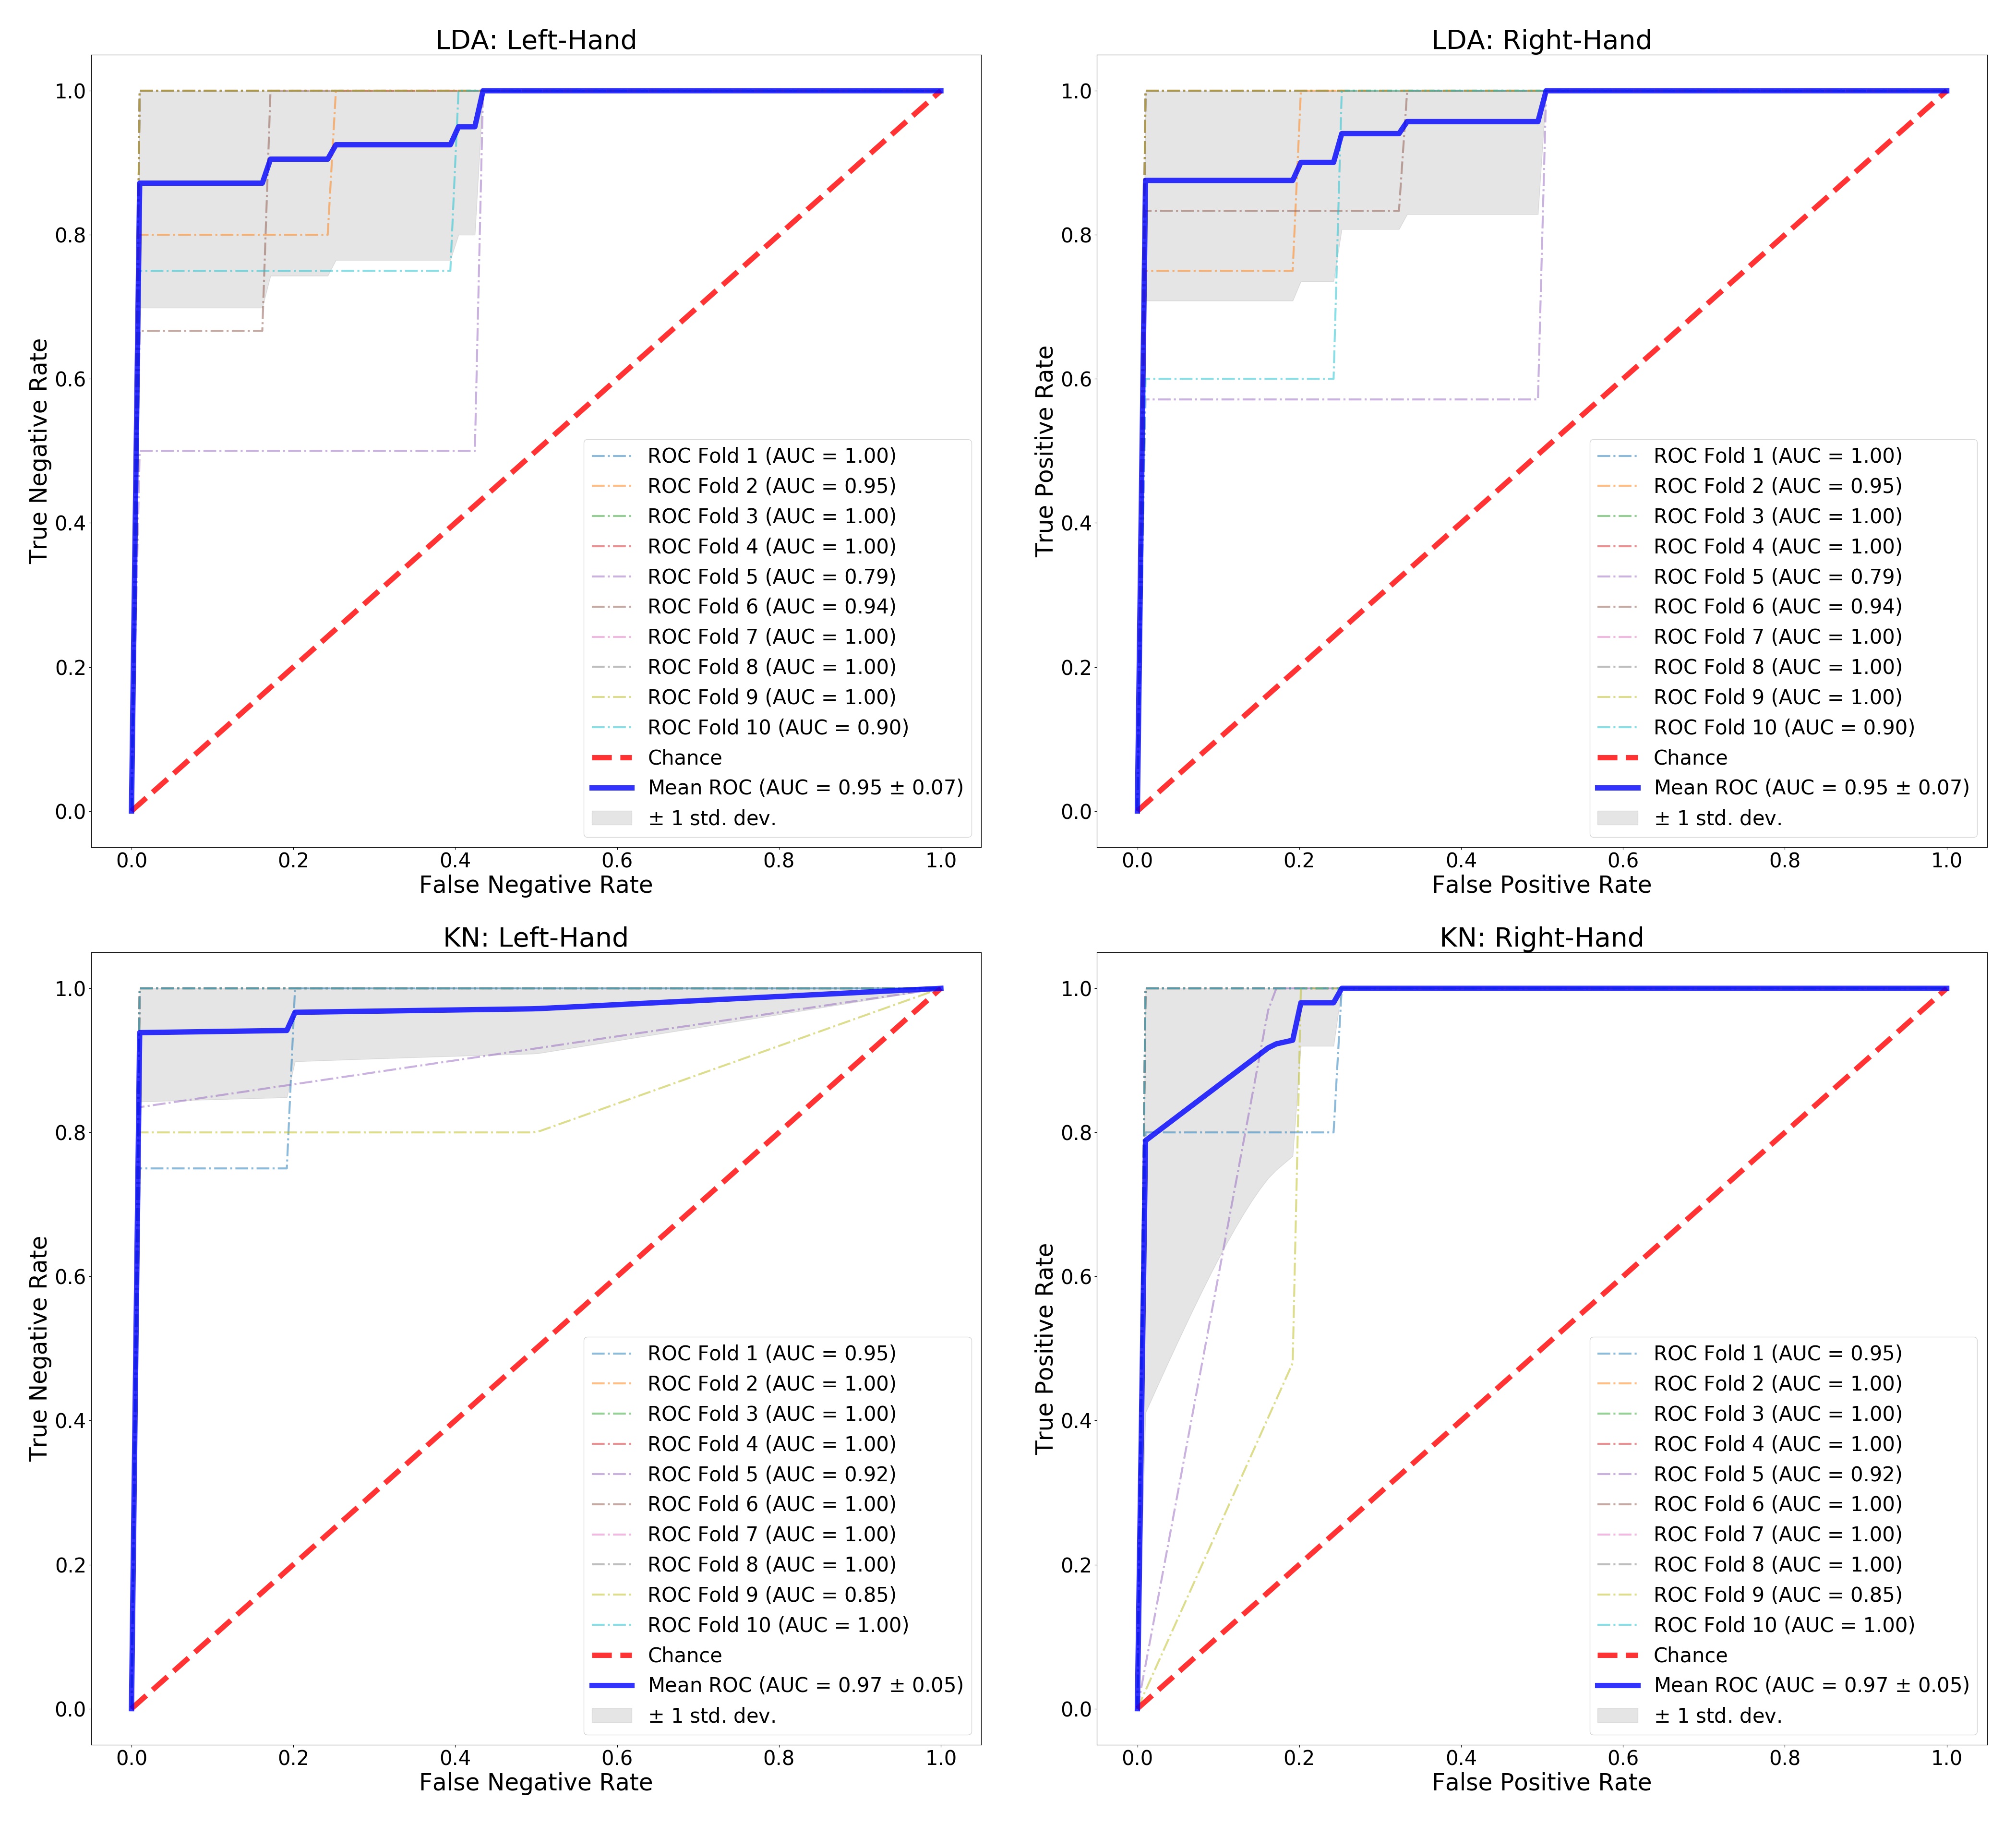 LDA: Left-Hand
True Negative Rate
1.0
0.8
0.6
0.4
0.2
0.0
ROC Fold 1 (AUC = 1.00)
ROC Fold 2 (AUC = 0.95)
ROC Fold 3 (AUC = 1.00)
ROC Fold 4 (AUC = 1.00)
ROC Fold 5 (AUC = 0.79)
ROC Fold 6 (AUC = 0.94)
ROC Fold 7 (AUC = 1.00)
ROC Fold 8 (AUC = 1.00)
ROC Fold 9 (AUC = 1.00)
ROC Fold 10 (AUC = 0.90)
Chance
Mean ROC (AUC = 0.95 ± 0.07)
± 1 std. dev.
0.0 0.2 0.4 0.6 0.8 1.0
False Negative Rate
LDA: Right-Hand
True Positive Rate
1.0
0.8
0.6
0.4
0.2
0.0
ROC Fold 1 (AUC = 1.00)
ROC Fold 2 (AUC = 0.95)
ROC Fold 3 (AUC = 1.00)
ROC Fold 4 (AUC = 1.00)
ROC Fold 5 (AUC = 0.79)
ROC Fold 6 (AUC = 0.94)
ROC Fold 7 (AUC = 1.00)
ROC Fold 8 (AUC = 1.00)
ROC Fold 9 (AUC = 1.00)
ROC Fold 10 (AUC = 0.90)
Chance
Mean ROC (AUC = 0.95 ± 0.07)
± 1 std. dev.
0.0 0.2 0.4 0.6 0.8 1.0
False Positive Rate
KN: Left-Hand
True Negative Rate
1.0
0.8
0.6
0.4
0.2
0.0
ROC Fold 1 (AUC = 0.95)
ROC Fold 2 (AUC = 1.00)
ROC Fold 3 (AUC = 1.00)
ROC Fold 4 (AUC = 1.00)
ROC Fold 5 (AUC = 0.92)
ROC Fold 6 (AUC = 1.00)
ROC Fold 7 (AUC = 1.00)
ROC Fold 8 (AUC = 1.00)
ROC Fold 9 (AUC = 0.85)
ROC Fold 10 (AUC = 1.00)
Chance
Mean ROC (AUC = 0.97 ± 0.05)
± 1 std. dev.
0.0 0.2 0.4 0.6 0.8 1.0
False Negative Rate
KN: Right-Hand
True Positive Rate
1.0
0.8
0.6
0.4
0.2
0.0
ROC Fold 1 (AUC = 0.95)
ROC Fold 2 (AUC = 1.00)
ROC Fold 3 (AUC = 1.00)
ROC Fold 4 (AUC = 1.00)
ROC Fold 5 (AUC = 0.92)
ROC Fold 6 (AUC = 1.00)
ROC Fold 7 (AUC = 1.00)
ROC Fold 8 (AUC = 1.00)
ROC Fold 9 (AUC = 0.85)
ROC Fold 10 (AUC = 1.00)
Chance
Mean ROC (AUC = 0.97 ± 0.05)
± 1 std. dev.
0.0 0.2 0.4 0.6 0.8 1.0
False Positive Rate